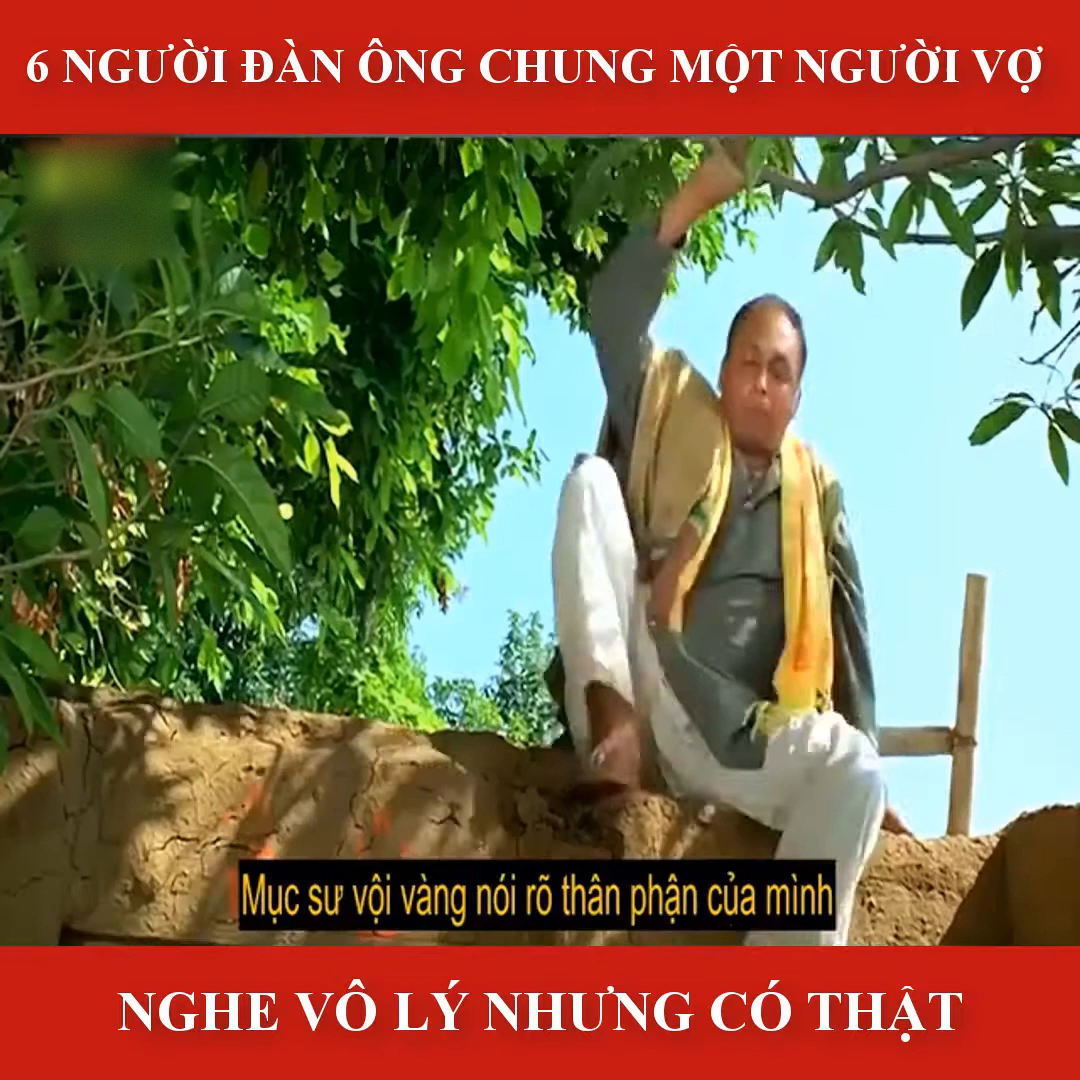 6 NGƯỜI ĐÀN ÔNG CHUNG MỘT NGƯỜI VỢ
Mục sư vội vàng nói rõ thân phận của mình
NGHE VÔ LÝ NHƯNG CÓ THẬT